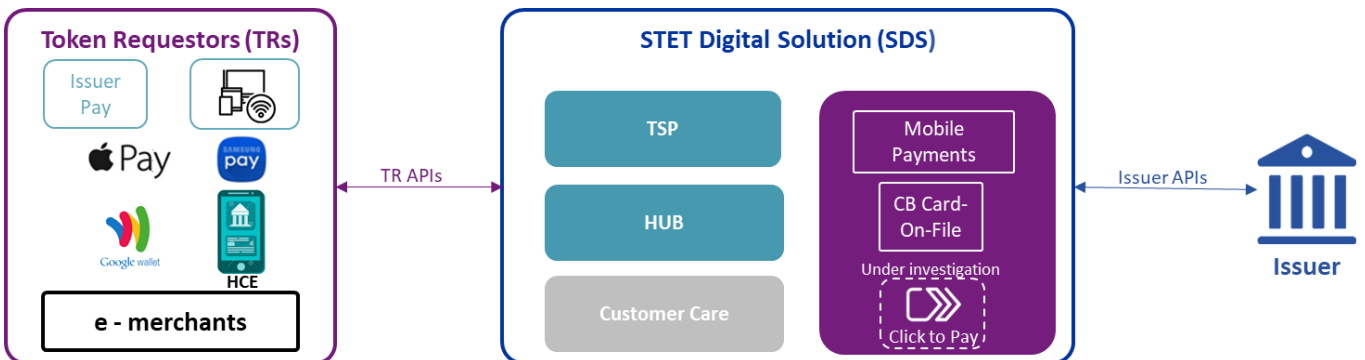 Token Requestors (TRs)
Issuer
Pay
Pay
SAMSUNG
pay
Google wallet
HCE
e - merchants
TR APIs
STET Digital Solution (SDS)
TSP
HUB
Customer Care
Mobile
Payments
CB Card-
On-File
Under investigation
Click to Pay
Issuer APIs
Issuer